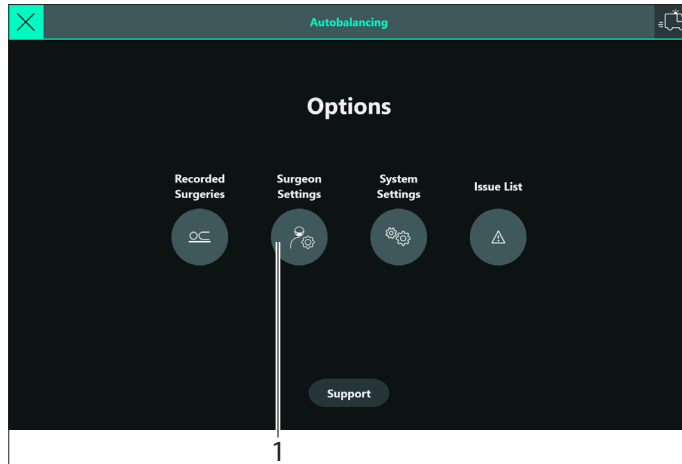 Autobalancing
Options
Recorded
Surgeries
Surgeon
Settings
System
Settings
Issue List
Support
1